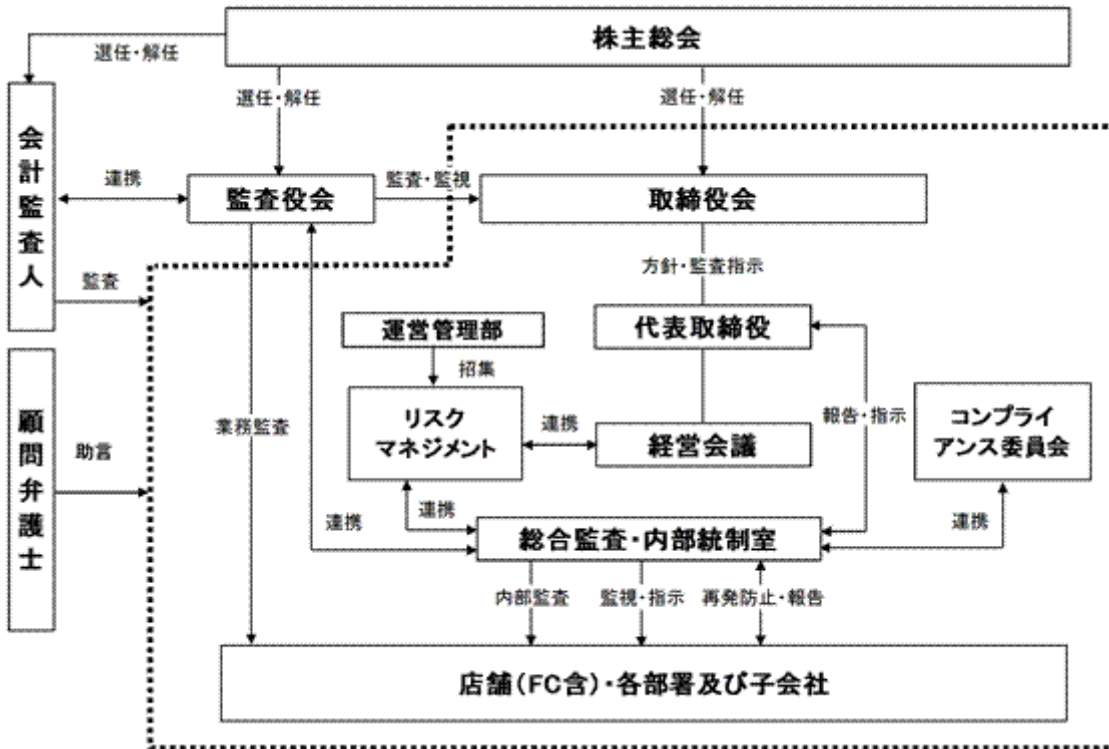 株主総会
選任・解任
選任・解任
選任・解任
会計監査人
連携
監査役会
監査・監視
取締役会
監査
方針・監査指示
運営管理部
代表取締役
招集
顧問弁護士
助言
業務監査
リスク
マネジメント
連携
経営会議
報告・指示
コンプライ
アンス委員会
連携
連携
連携
総合監査・内部統制室
内部監査
監視・指示
再発防止・報告
店舗(FC含)・各部署及び子会社